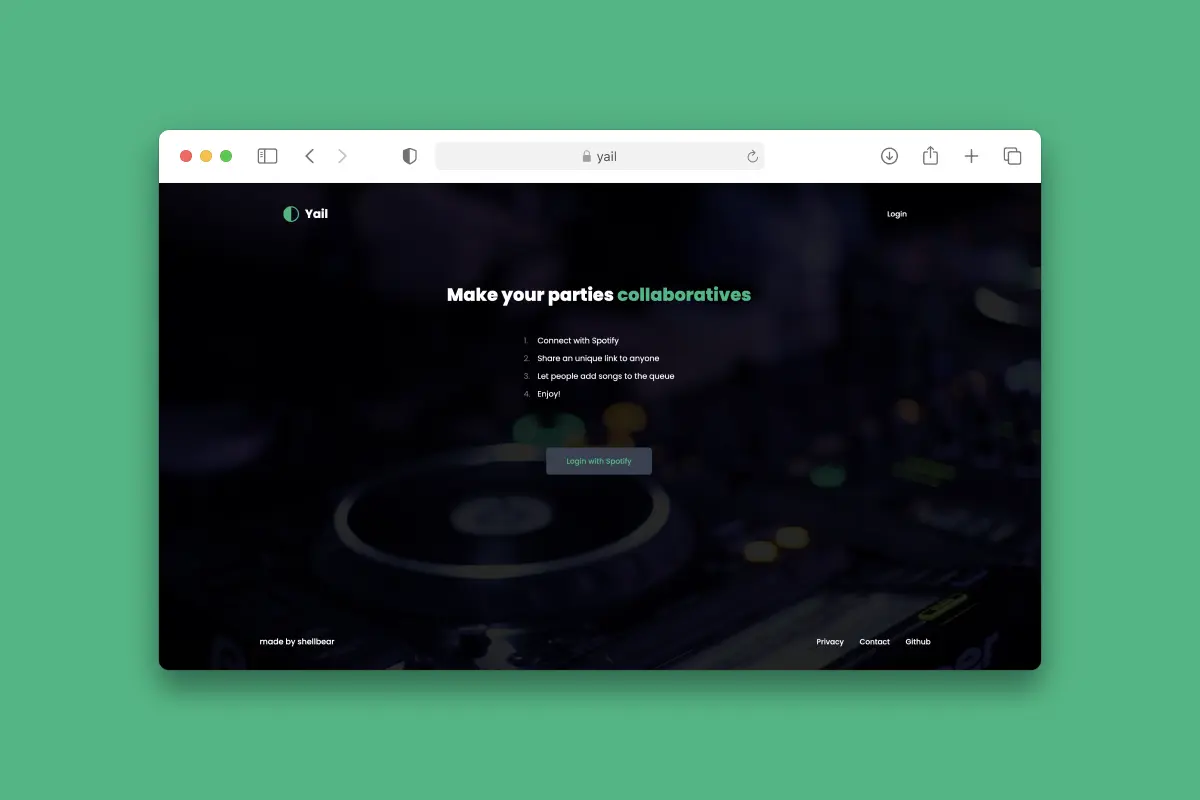 yail
Yail
Login
Make your parties collaboratives
1. Connect with Spotify
2. Share an unique link to anyone
3. Let people add songs to the queue
4. Enjoy!
Login with Spotify
made by shellbear
Privacy Contact Github